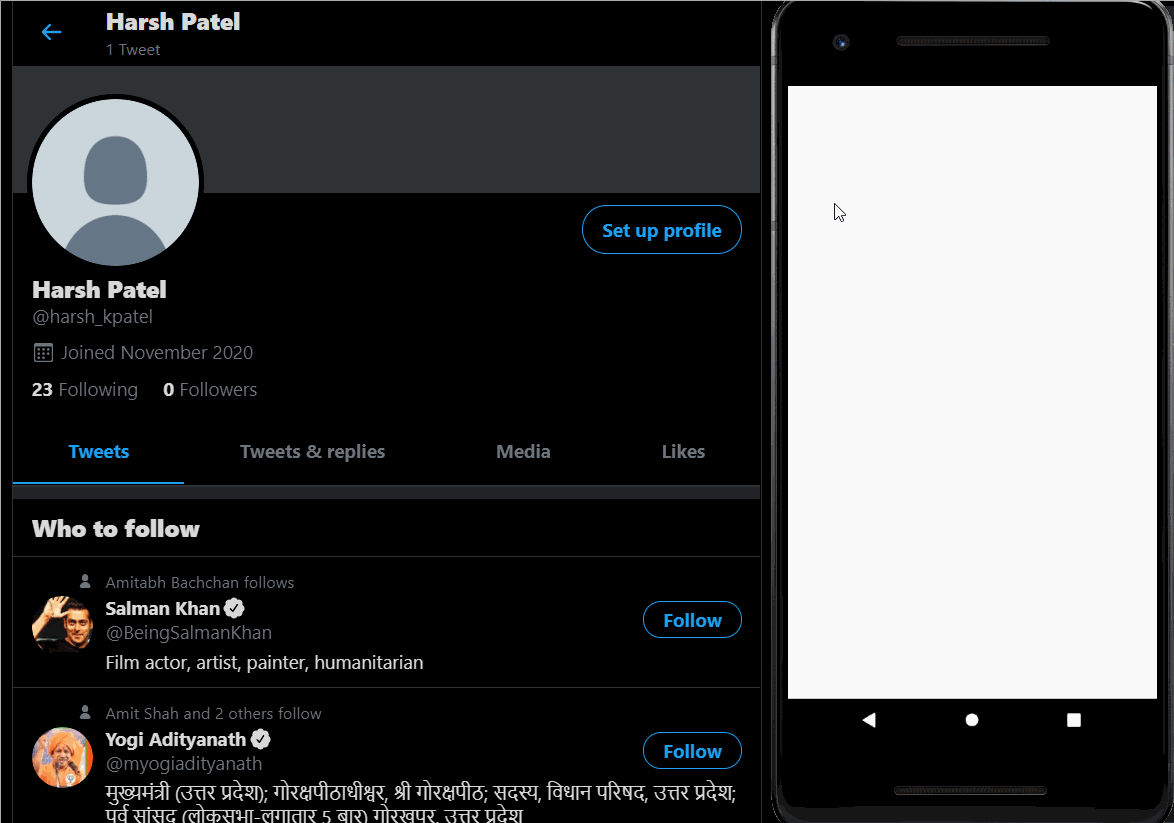 Harsh Patel
1 Tweet
Set up profile
Harsh Patel
@harsh_kpatel
Joined November 2020
23 Following 0 Followers
Tweets Tweets & replies Media Likes
Who to follow
Amitabh Bachchan follows
Salman Khan
@BeingSalmanKhan
Follow
Film actor, artist, painter, humanitarian
Amit Shah and 2 others follow
Yogi Adityanath
@myogiadityanath
Follow
मुख्यमंत्री (उत्तर प्रदेश); गोरक्षपीठाधीश्वर, श्री गोरक्षपीठ; सदस्य, विधान परिषद, उत्तर प्रदेश;
पूर्व सांसद (लोकसभा-लगातार 5 बार) गोरखपुर, उत्तर प्रदेश